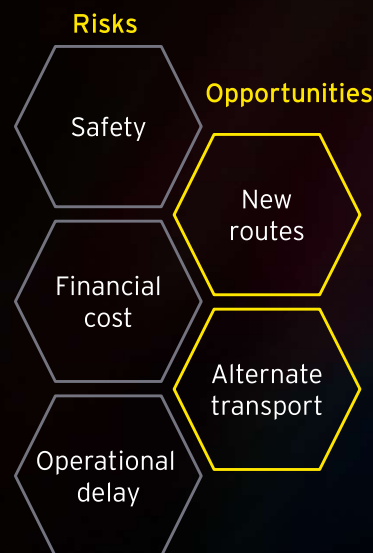 Risks
Safety
Financial
cost
Operational
delay
Opportunities
New
routes
Alternate
transport